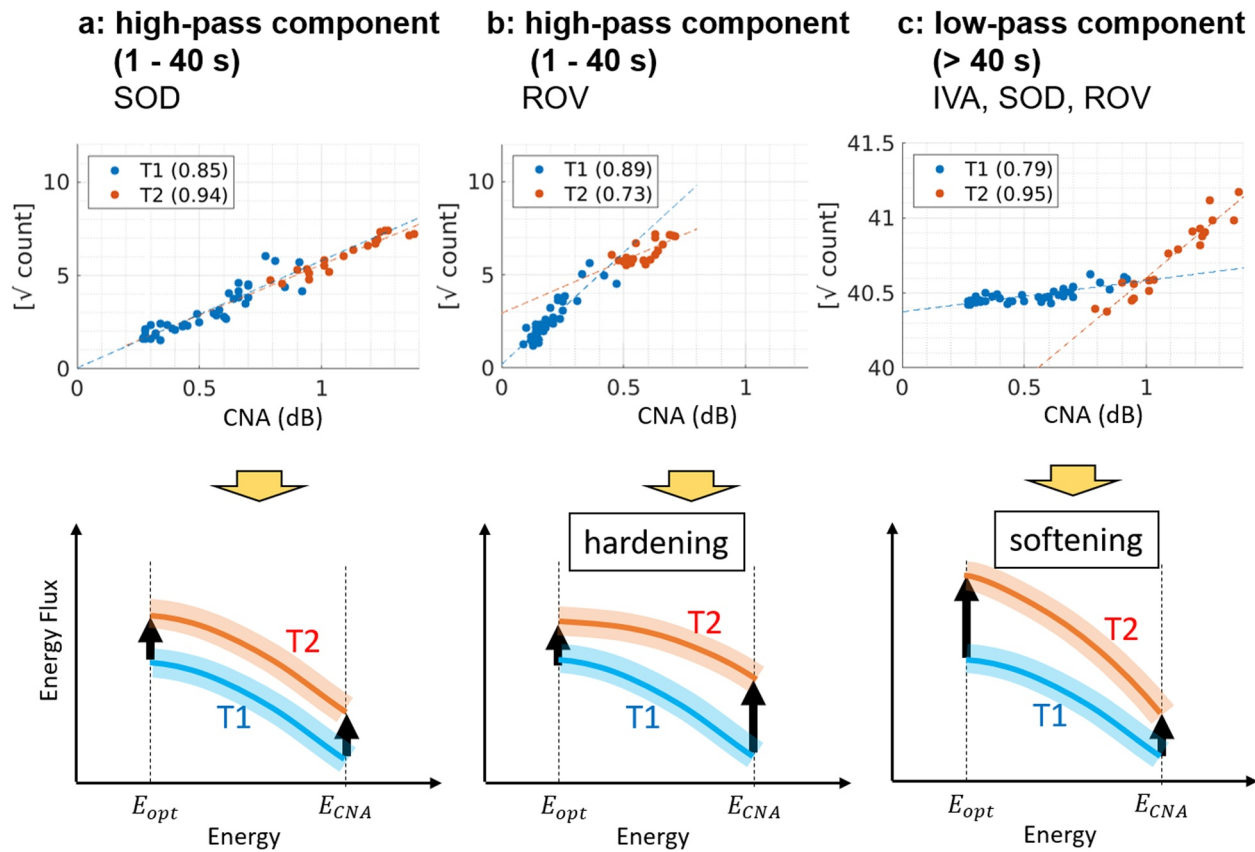 a: high-pass component
(1 - 40 s)
SOD
b: high-pass component
(1 - 40s)
ROV
c: low-pass component
(> 40 s)
IVA, SOD, ROV
[√ count]
10
5
0
T1 (0.85)
T2 (0.94)
0
0.5
1
CNA (dB)
[√ count]
10
5
0
T1 (0.89)
T2 (0.73)
0
0.5
1
CNA (dB)
[√ count]
41.5
41
40.5
40
T1 (0.79)
T2 (0.95)
0
0.5
1
CNA (dB)
Energy Flux
T2
T1
E_opt
E_CNA
Energy
hardening
T2
T1
E_opt
E_CNA
Energy
softening
T2
T1
E_opt
E_CNA
Energy